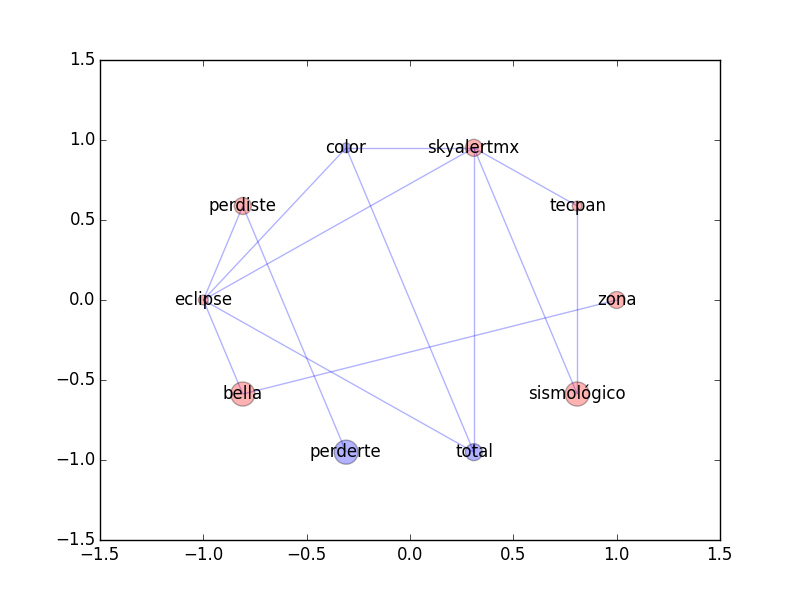 1.5
color skyalertmx
1.0
perdiste tecpan
0.5
eclipse zona
0.0
bella sismológico
−0.5
perderte total
−1.0
−1.5
−1.5 −1.0 −0.5 0.0 0.5 1.0 1.5